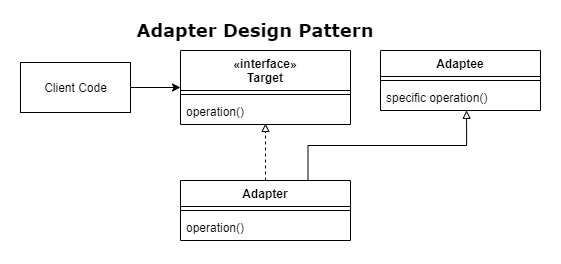 Adapter Design Pattern
Client Code
«interface»
Target
operation()
Adaptee
specific operation()
Adapter
operation()